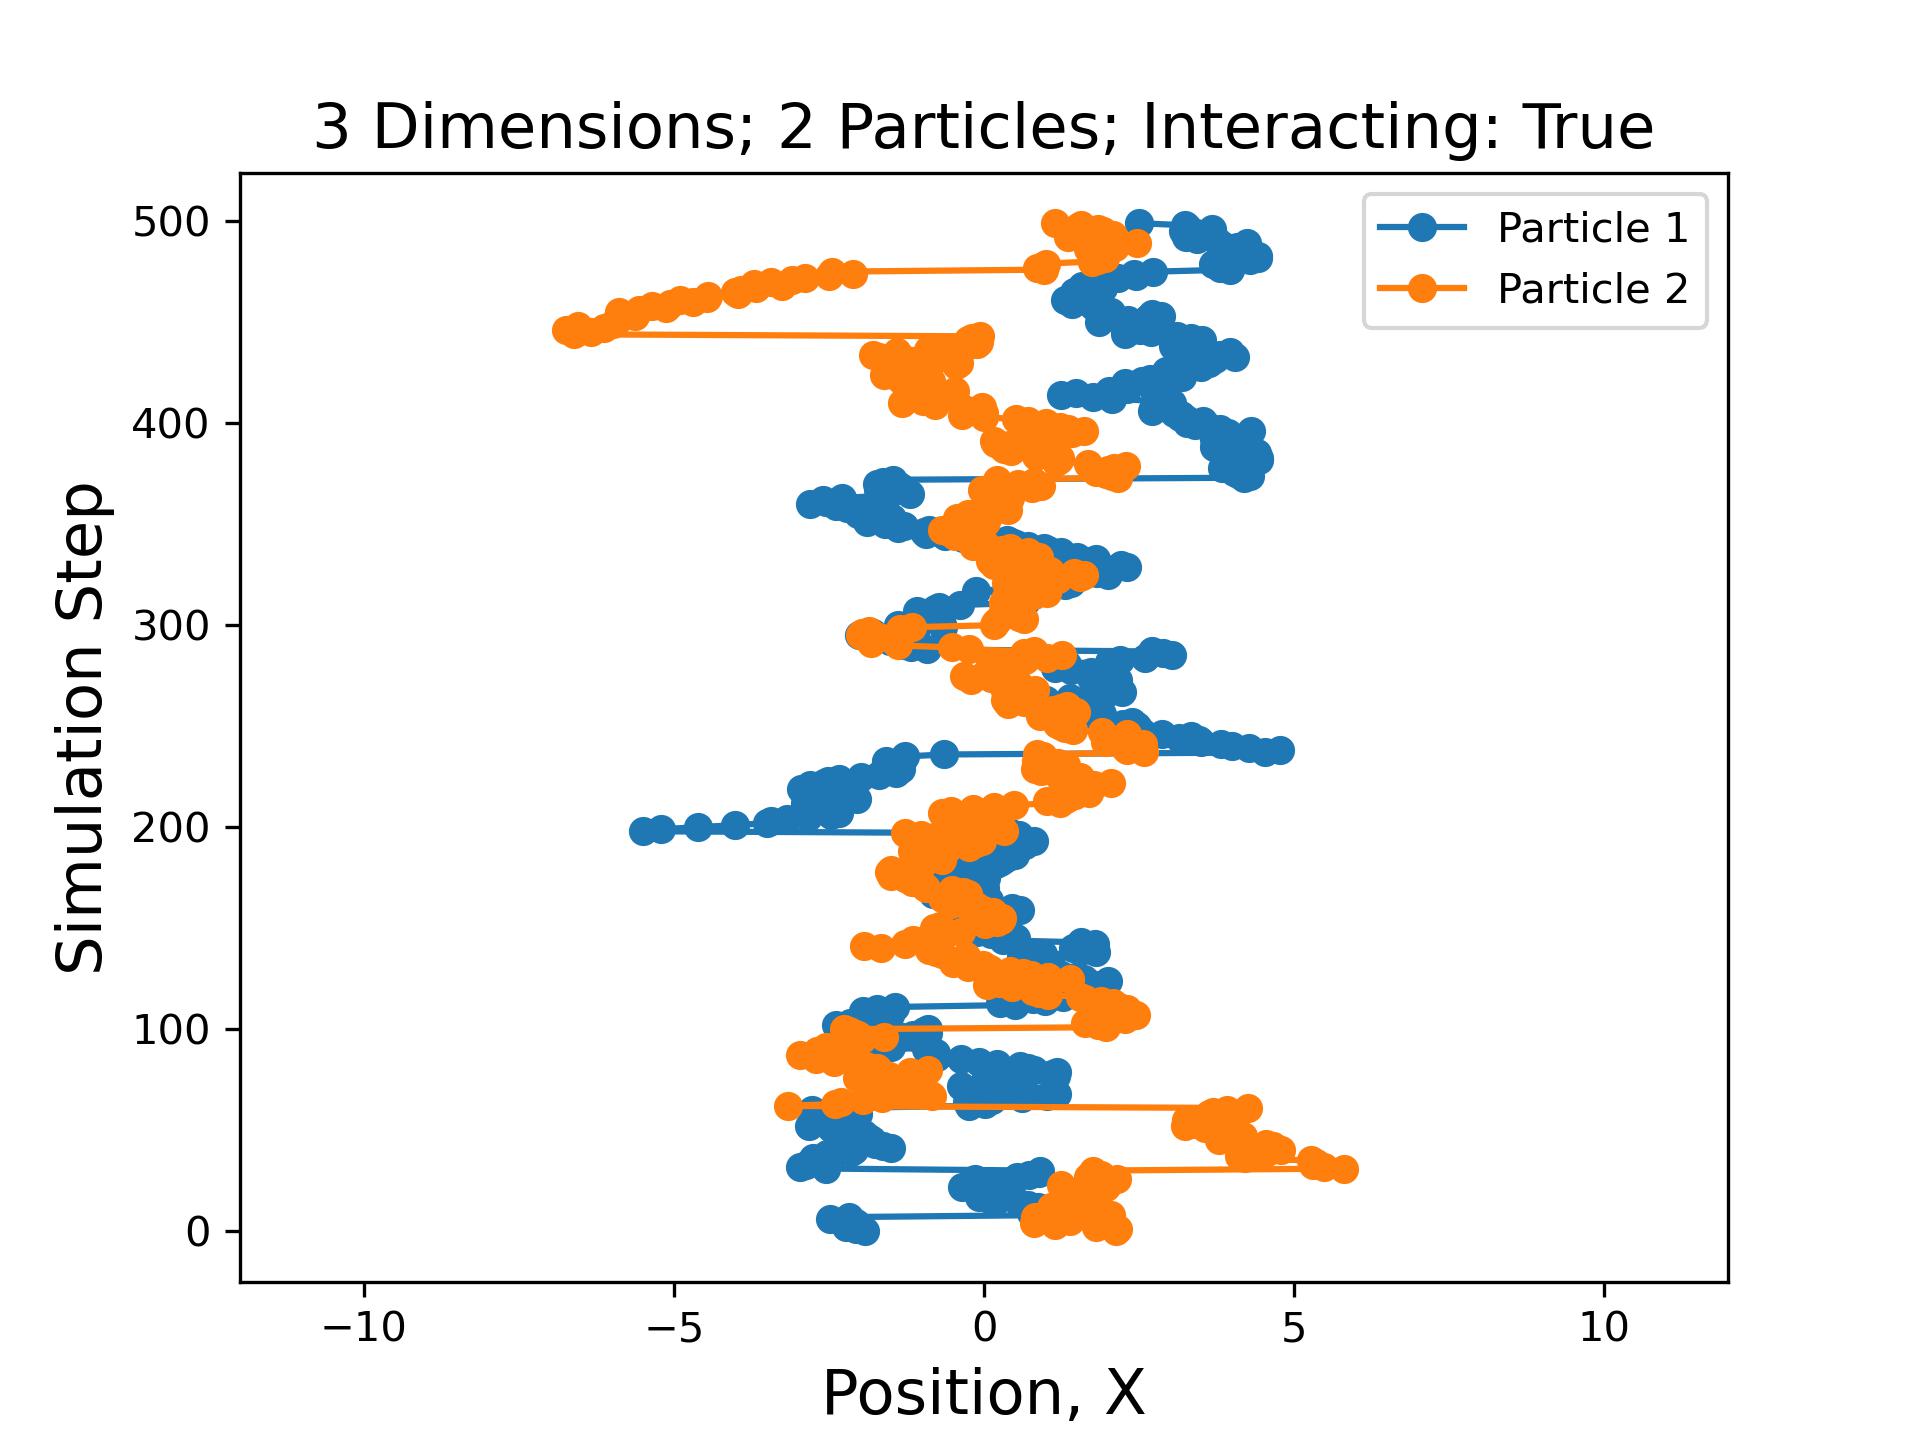 3 Dimensions; 2 Particles; Interacting: True
Particle 1
Particle 2
Simulation Step
500
400
300
200
100
0
−10
−5
0
5
10
Position, X